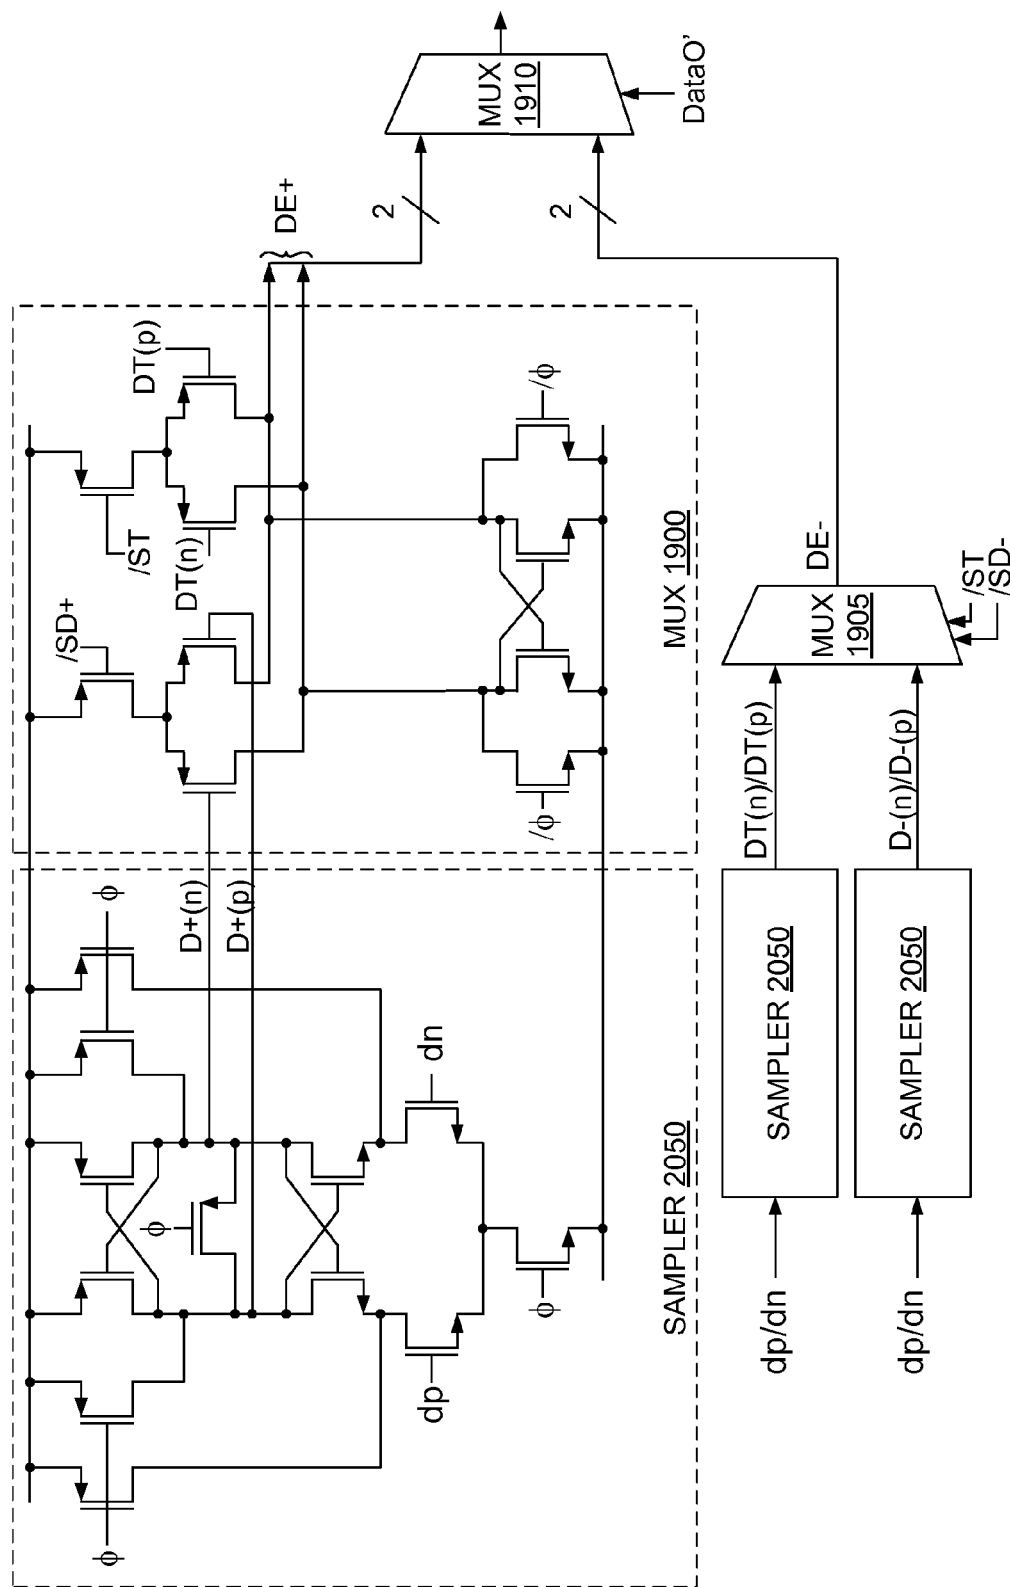 ϕ
ϕ
dp
dn
ϕ
ϕ
SAMPLER 2050
D+(n)
D+(p)
/SD+
/ST
DT(n)
DT(p)
/ϕ
/ϕ
MUX 1900
DE+
2
2
MUX
1910
DataO'
dp/dn
SAMPLER 2050
DT(n)/DT(p)
dp/dn
SAMPLER 2050
D-(n)/D-(p)
MUX
1905
/ST
/SD-
DE-
ϕ